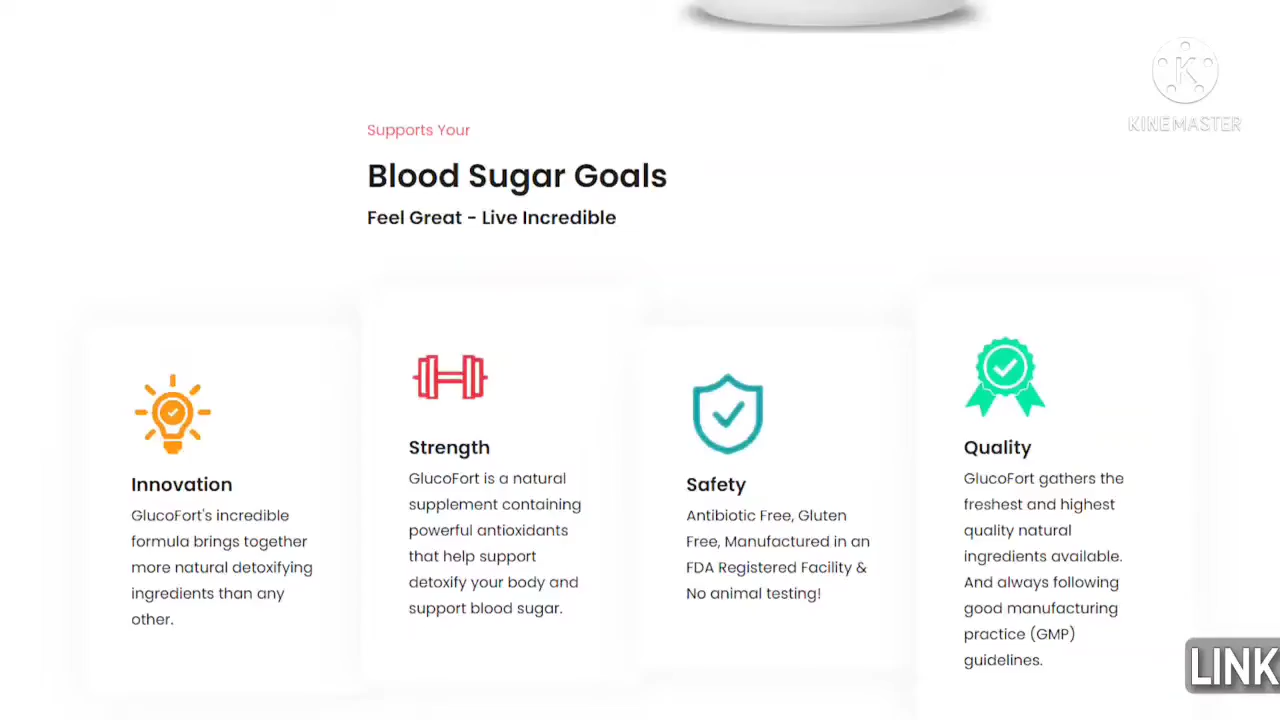 KINEMASTER
Supports Your
Blood Sugar Goals
Feel Great - Live Incredible
Innovation
GlucoFort's incredible
formula brings together
more natural detoxifying
ingredients than any
other.
Strength
GlucoFort is a natural
supplement containing
powerful antioxidants
that help support
detoxify your body and
support blood sugar.
Safety
Antibiotic Free, Gluten
Free, Manufactured in an
FDA Registered Facility &
No animal testing!
Quality
GlucoFort gathers the
freshest and highest
quality natural
ingredients available.
And always following
good manufacturing
practice (GMP)
guidelines.
LINK